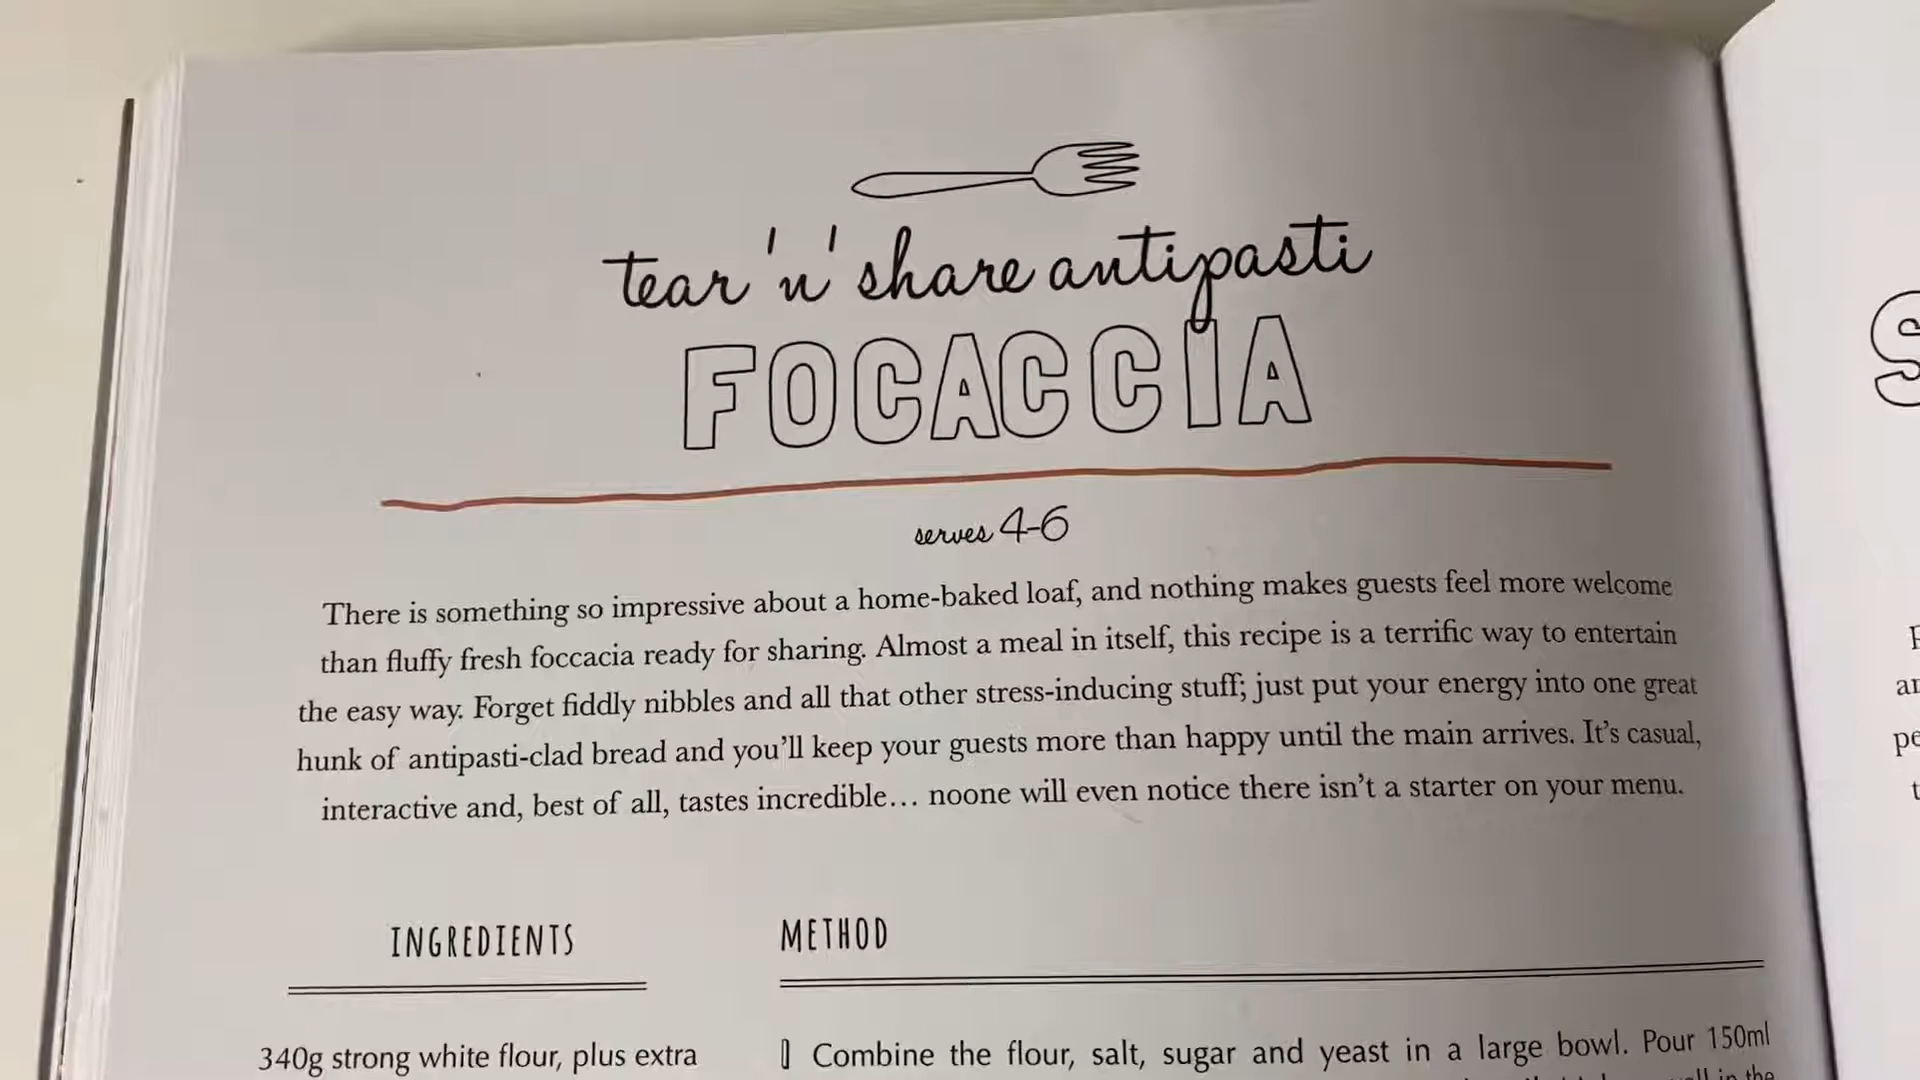 tear 'n' share antipasti
FOCACCIA
serves 4-6
There is something so impressive about a home-baked loaf, and nothing makes guests feel more welcome
than fluffy fresh foccacia ready for sharing. Almost a meal in itself, this recipe is a terrific way to entertain
the easy way. Forget fiddly nibbles and all that other stress-inducing stuff; just put your energy into one great
hunk of antipasti-clad bread and you'll keep your guests more than happy until the main arrives. It's casual,
interactive and, best of all, tastes incredible… noone will even notice there isn't a starter on your menu.
INGREDIENTS
340g strong white flour, plus extra
METHOD
1 Combine the flour, salt, sugar and yeast in a large bowl. Pour 150ml
in the